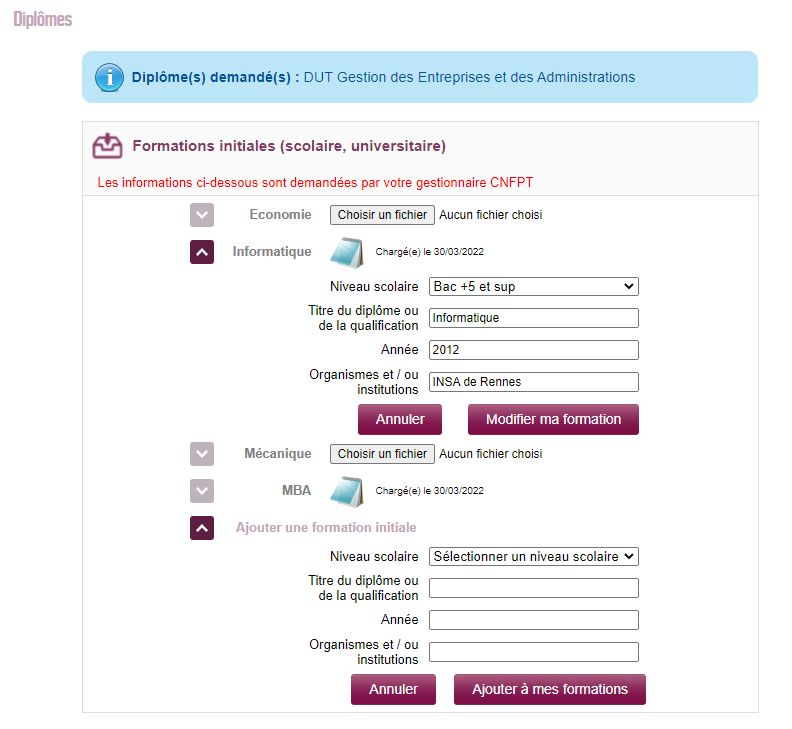 Diplômes
Diplôme(s) demandé(s) : DUT Gestion des Entreprises et des Administrations
Formations initiales (scolaire, universitaire)
Les informations ci-dessous sont demandées par votre gestionnaire CNFPT
Economie Choisir un fichier Aucun fichier choisi
Informatique Chargé(e) le 30/03/2022
Niveau scolaire Bac +5 et sup
Titre du diplôme ou
de la qualification Informatique
Année 2012
Organismes et / ou
institutions INSA de Rennes
Annuler Modifier ma formation
Mécanique Choisir un fichier Aucun fichier choisi
MBA Chargé(e) le 30/03/2022
Ajouter une formation initiale
Niveau scolaire Sélectionner un niveau scolaire
Titre du diplôme ou
de la qualification
Année
Organismes et / ou
institutions
Annuler Ajouter à mes formations